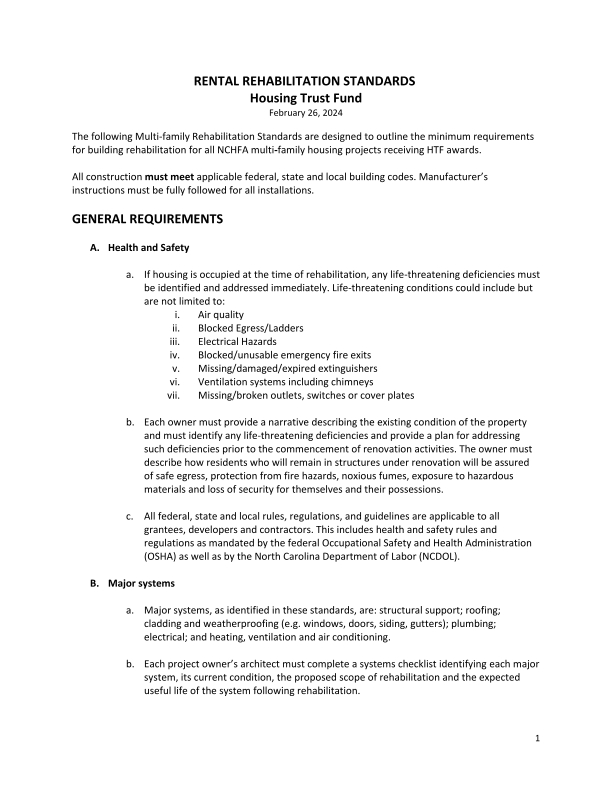 RENTAL REHABILITATION STANDARDS
Housing Trust Fund
February 26, 2024
The following Multi-family Rehabilitation Standards are designed to outline the minimum requirements
for building rehabilitation for all NCHFA multi-family housing projects receiving HTF awards.
All construction must meet applicable federal, state and local building codes. Manufacturer's
instructions must be fully followed for all installations.
GENERAL REQUIREMENTS
A. Health and Safety
a. If housing is occupied at the time of rehabilitation, any life-threatening deficiencies must
be identified and addressed immediately. Life-threatening conditions could include but
are not limited to:
i. Air quality
ii. Blocked Egress/Ladders
iii. Electrical Hazards
iv. Blocked/unusable emergency fire exits
v. Missing/damaged/expired extinguishers
vi. Ventilation systems including chimneys
vii. Missing/broken outlets, switches or cover plates
b. Each owner must provide a narrative describing the existing condition of the property
and must identify any life-threatening deficiencies and provide a plan for addressing
such deficiencies prior to the commencement of renovation activities. The owner must
describe how residents who will remain in structures under renovation will be assured
of safe egress, protection from fire hazards, noxious fumes, exposure to hazardous
materials and loss of security for themselves and their possessions.
c. All federal, state and local rules, regulations, and guidelines are applicable to all
grantees, developers and contractors. This includes health and safety rules and
regulations as mandated by the federal Occupational Safety and Health Administration
(OSHA) as well as by the North Carolina Department of Labor (NCDOL).
B. Major systems
a. Major systems, as identified in these standards, are: structural support; roofing;
cladding and weatherproofing (e.g. windows, doors, siding, gutters); plumbing;
electrical; and heating, ventilation and air conditioning.
b. Each project owner's architect must complete a systems checklist identifying each major
system, its current condition, the proposed scope of rehabilitation and the expected
useful life of the system following rehabilitation.
1